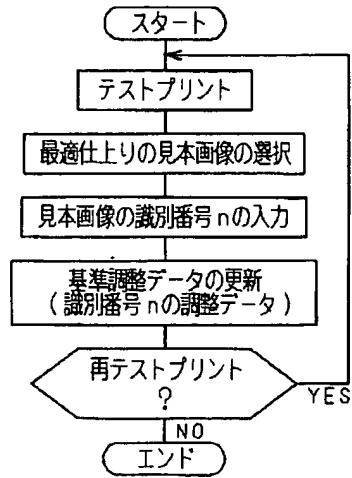 スタート
テストプリント
最適仕上りの見本画像の選択
見本画像の識別番号nの入力
基準調整データの更新
(識別番号nの調整データ)
再テストプリント
?
YES
NO
エンド